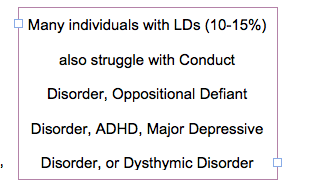 Many individuals with LDs (10-15%)
also struggle with Conduct
Disorder, Oppositional Defiant
Disorder, ADHD, Major Depressive
, Disorder, or Dysthymic Disorder